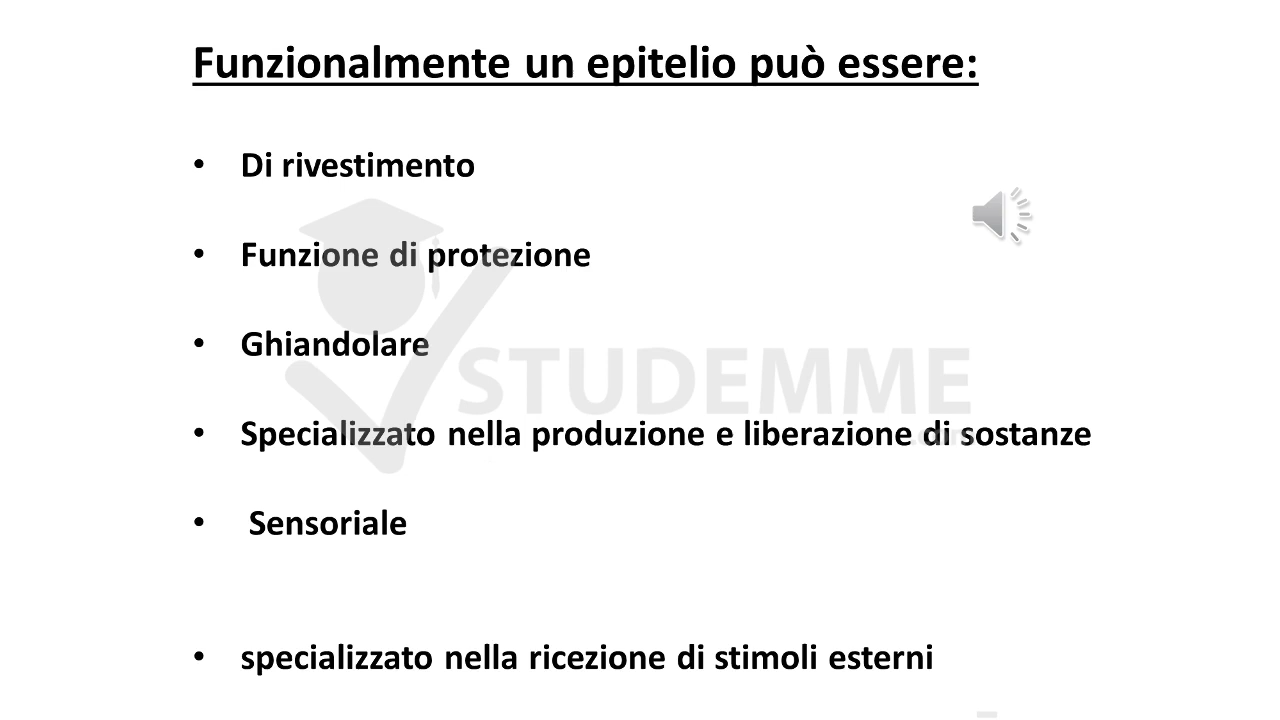 Funzionalmente un epitelio può essere:
• Di rivestimento
• Funzione di protezione
• Ghiandolare
STUDEMME
• Specializzato nella produzione e liberazione di sostanze
.com
• Sensoriale
• specializzato nella ricezione di stimoli esterni